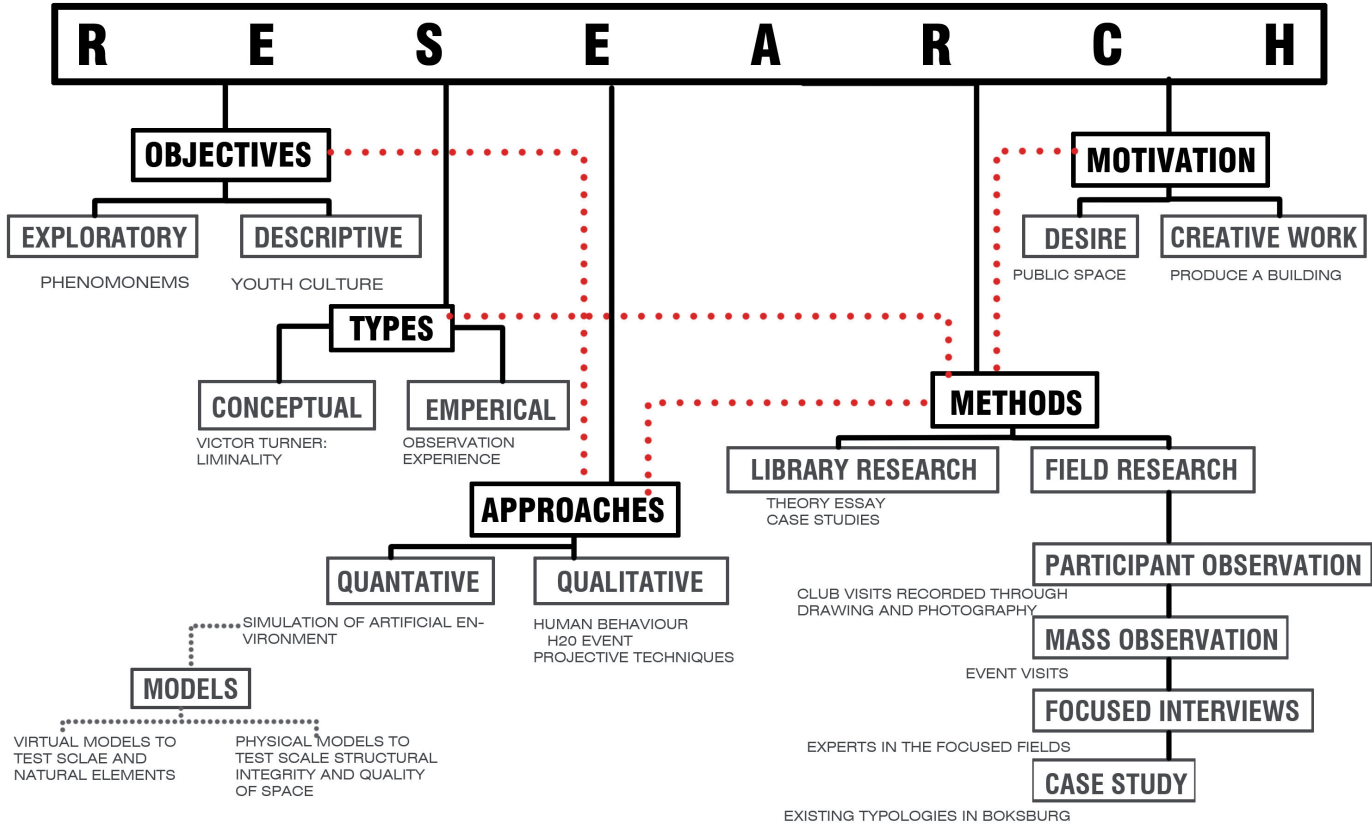 R E S E A R C H
OBJECTIVES
MOTIVATION
EXPLORATORY
DESCRIPTIVE
DESIRE
CREATIVE WORK
PHENOMONEMS
YOUTH CULTURE
PUBLIC SPACE
PRODUCE A BUILDING
TYPES
CONCEPTUAL
EMPERICAL
VICTOR TURNER:
LIMINALITY
OBSERVATION
EXPERIENCE
METHODS
LIBRARY RESEARCH
FIELD RESEARCH
THEORY ESSAY
CASE STUDIES
APPROACHES
QUANTATIVE
QUALITATIVE
SIMULATION OF ARTIFICIAL EN-
VIRONMENT
HUMAN BEHAVIOUR
H20 EVENT
PROJECTIVE TECHNIQUES
MODELS
VIRTUAL MODELS TO
TEST SCLAE AND
NATURAL ELEMENTS
PHYSICAL MODELS TO
TEST SCALE STRUCTURAL
INTEGRITY AND QUALITY
OF SPACE
PARTICIPANT OBSERVATION
CLUB VISITS RECORDED THROUGH
DRAWING AND PHOTOGRAPHY
MASS OBSERVATION
EVENT VISITS
FOCUSED INTERVIEWS
EXPERTS IN THE FOCUSED FIELDS
CASE STUDY
EXISTING TYPOLOGIES IN BOKSBURG